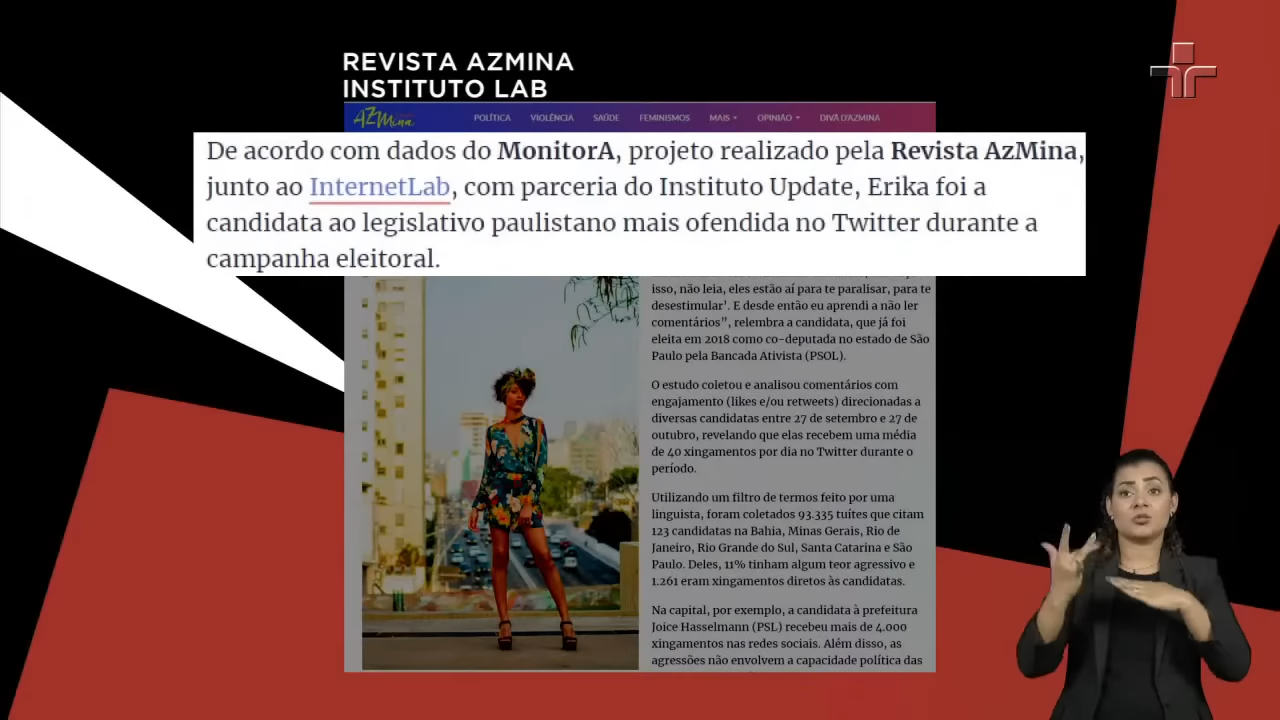 REVISTA AZMINA
INSTITUTO LAB
AZMina
POLÍTICA VIOLÊNCIA SAÚDE FEMINISMOS MAIS OPINIÃO DIVÃ D'AZMINA
De acordo com dados do MonitorA, projeto realizado pela Revista AzMina,
junto ao InternetLab, com parceria do Instituto Update, Erika foi a
candidata ao legislativo paulistano mais ofendida no Twitter durante a
campanha eleitoral.
isso, não leia, eles estão aí para te paralisar, para te
desestimular'. E desde então eu aprendi a não ler
comentários”, relembra a candidata, que já foi
eleita em 2018 como co-deputada no estado de São
Paulo pela Bancada Ativista (PSOL).
O estudo coletou e analisou comentários com
engajamento (likes e/ou retweets) direcionadas a
diversas candidatas entre 27 de setembro e 27 de
outubro, revelando que elas recebem uma média
de 40 xingamentos por dia no Twitter durante o
período.
Utilizando um filtro de termos feito por uma
linguista, foram coletados 93.335 tuítes que citam
123 candidatas na Bahia, Minas Gerais, Rio de
Janeiro, Rio Grande do Sul, Santa Catarina e São
Paulo. Deles, 11% tinham algum teor agressivo e
1.261 eram xingamentos diretos às candidatas.
Na capital, por exemplo, a candidata à prefeitura
Joice Hasselmann (PSL) recebeu mais de 4.000
xingamentos nas redes sociais. Além disso, as
agressões não envolvem a capacidade política das